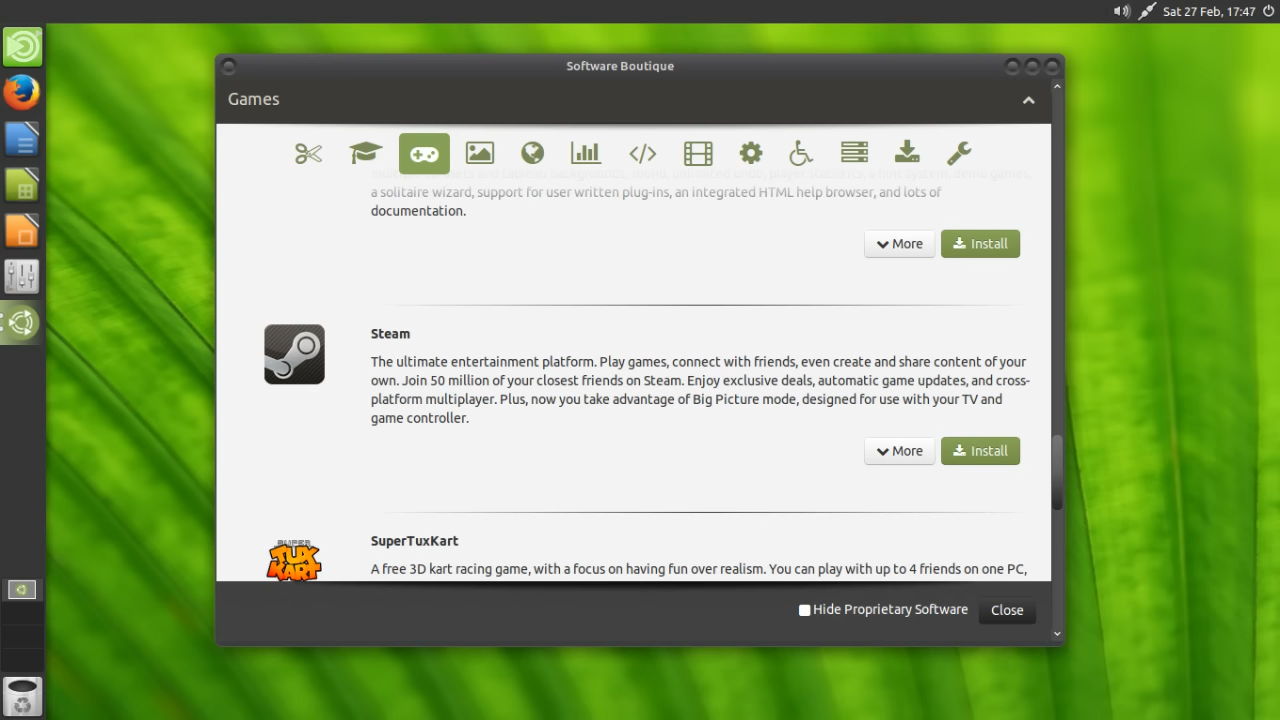 Sat 27 Feb, 17:47
Software Boutique
Games
a solitaire wizard, support for user written plug-ins, an integrated HTML help browser, and lots of
documentation.
More Install
Steam
The ultimate entertainment platform. Play games, connect with friends, even create and share content of your
own. Join 50 million of your closest friends on Steam. Enjoy exclusive deals, automatic game updates, and cross-
platform multiplayer. Plus, now you take advantage of Big Picture mode, designed for use with your TV and
game controller.
More Install
SUPER
TUX
KART
SuperTuxKart
A free 3D kart racing game, with a focus on having fun over realism. You can play with up to 4 friends on one PC,
Hide Proprietary Software Close